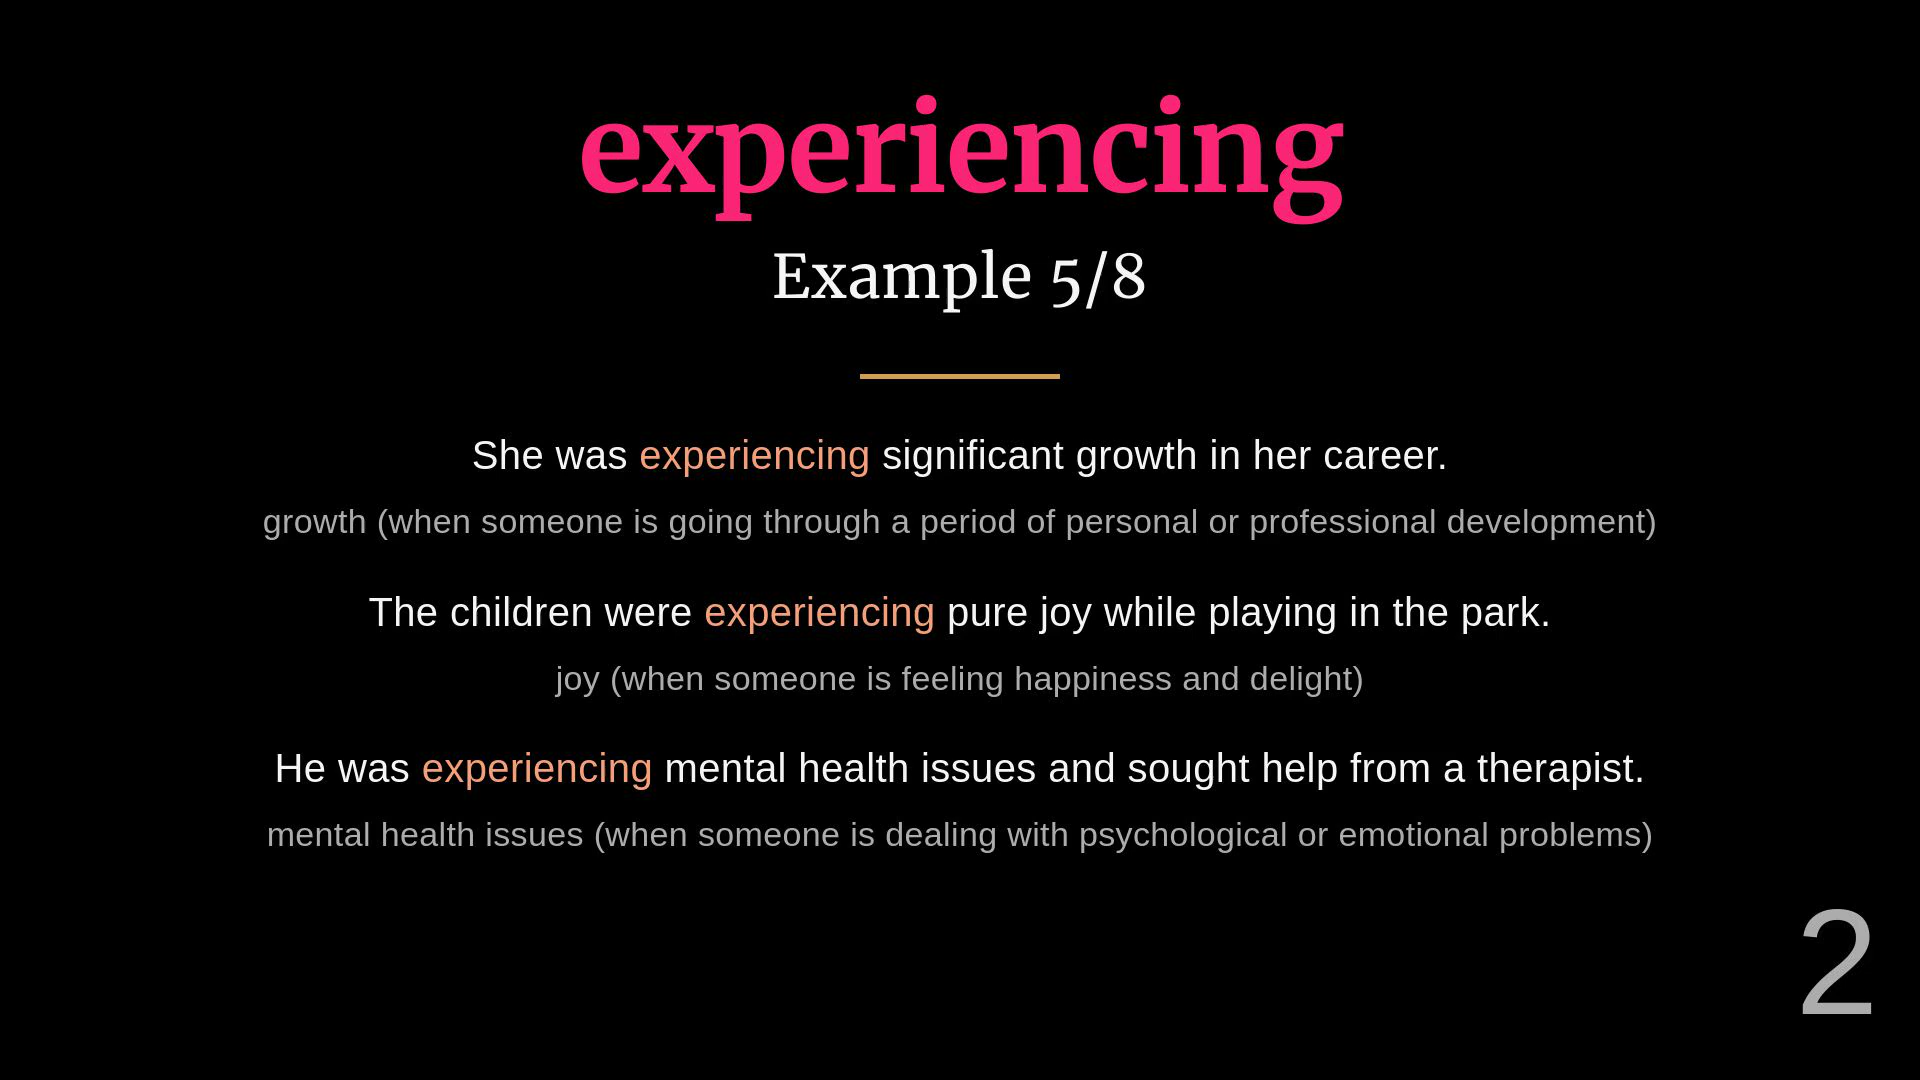 experiencing
Example 5/8
She was experiencing significant growth in her career.
growth (when someone is going through a period of personal or professional development)
The children were experiencing pure joy while playing in the park.
joy (when someone is feeling happiness and delight)
He was experiencing mental health issues and sought help from a therapist.
mental health issues (when someone is dealing with psychological or emotional problems)
2